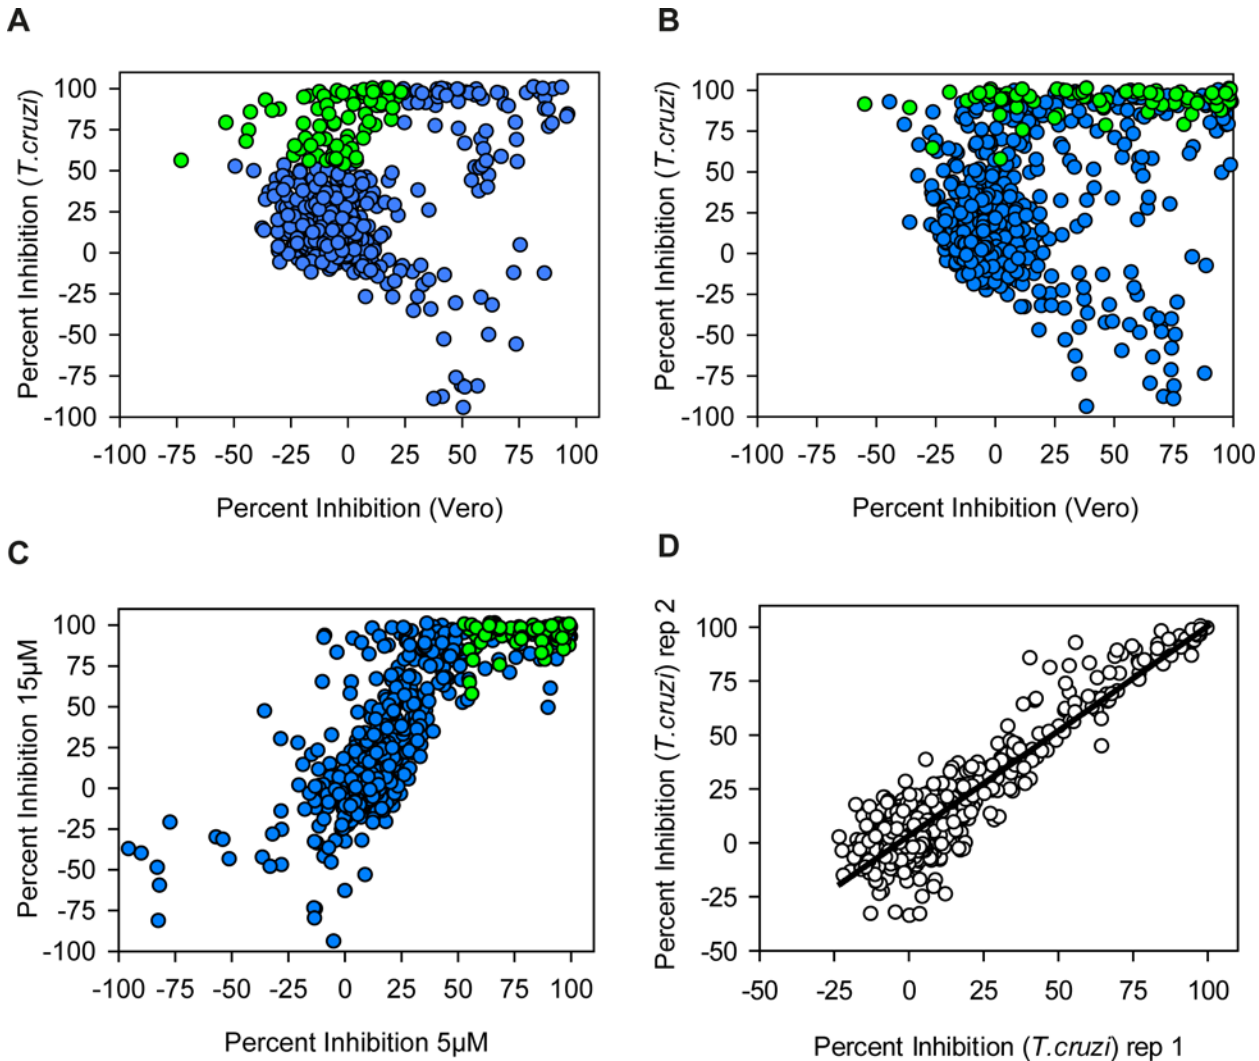 A
Percent Inhibition (T.cruzi)
100
75
50
25
0
-25
-50
-75
-100
-100 -75 -50 -25 0 25 50 75 100
Percent Inhibition (Vero)
B
Percent Inhibition (T.cruzi)
100
75
50
25
0
-25
-50
-75
-100
-100 -75 -50 -25 0 25 50 75 100
Percent Inhibition (Vero)
C
Percent Inhibition 15µM
100
75
50
25
0
-25
-50
-75
-100
-100 -75 -50 -25 0 25 50 75 100
Percent Inhibition 5µM
D
Percent Inhibition (T.cruzi) rep 2
100
75
50
25
0
-25
-50
-50 -25 0 25 50 75 100
Percent Inhibition (T.cruzi) rep 1